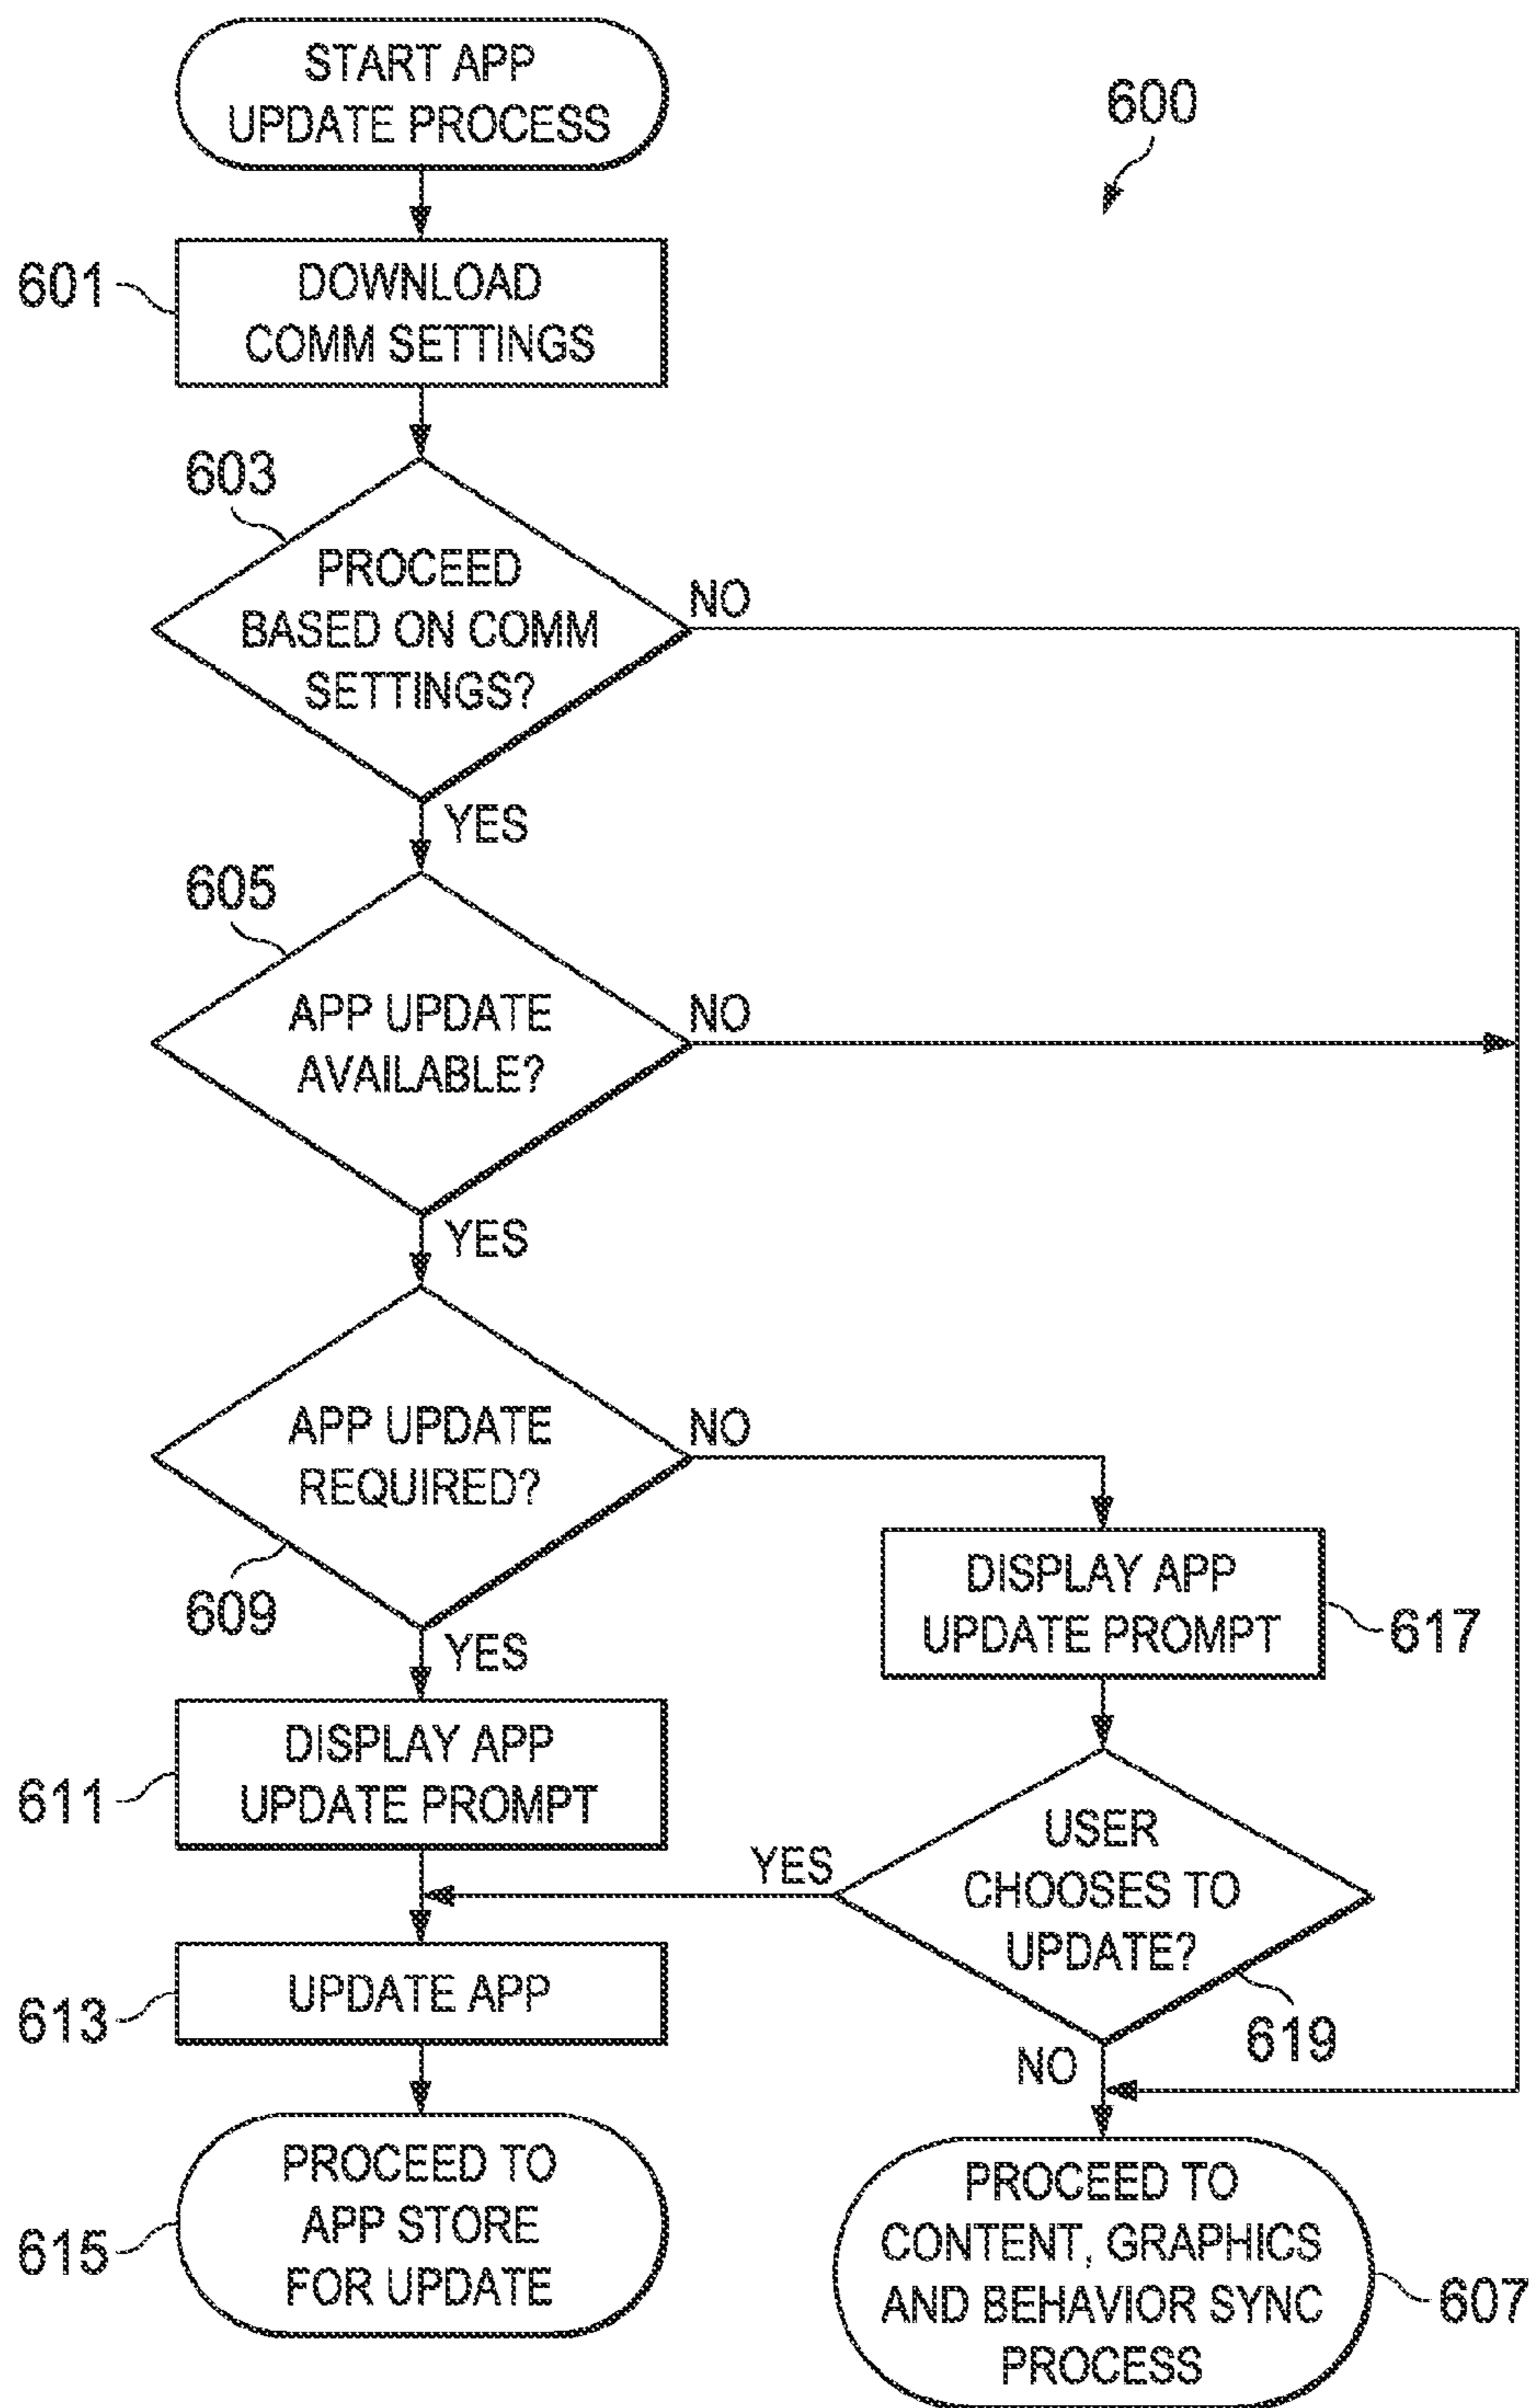 START APP
UPDATE PROCESS
600
601
DOWNLOAD
COMM SETTINGS
603
PROCEED
BASED ON COMM
SETTINGS?
NO
YES
605
APP UPDATE
AVAILABLE?
NO
YES
APP UPDATE
REQUIRED?
NO
609
YES
DISPLAY APP
UPDATE PROMPT
617
611
DISPLAY APP
UPDATE PROMPT
USER
CHOOSES TO
UPDATE?
YES
619
NO
613
UPDATE APP
615
PROCEED TO
APP STORE
FOR UPDATE
PROCEED TO
CONTENT, GRAPHICS
AND BEHAVIOR SYNC
PROCESS
607